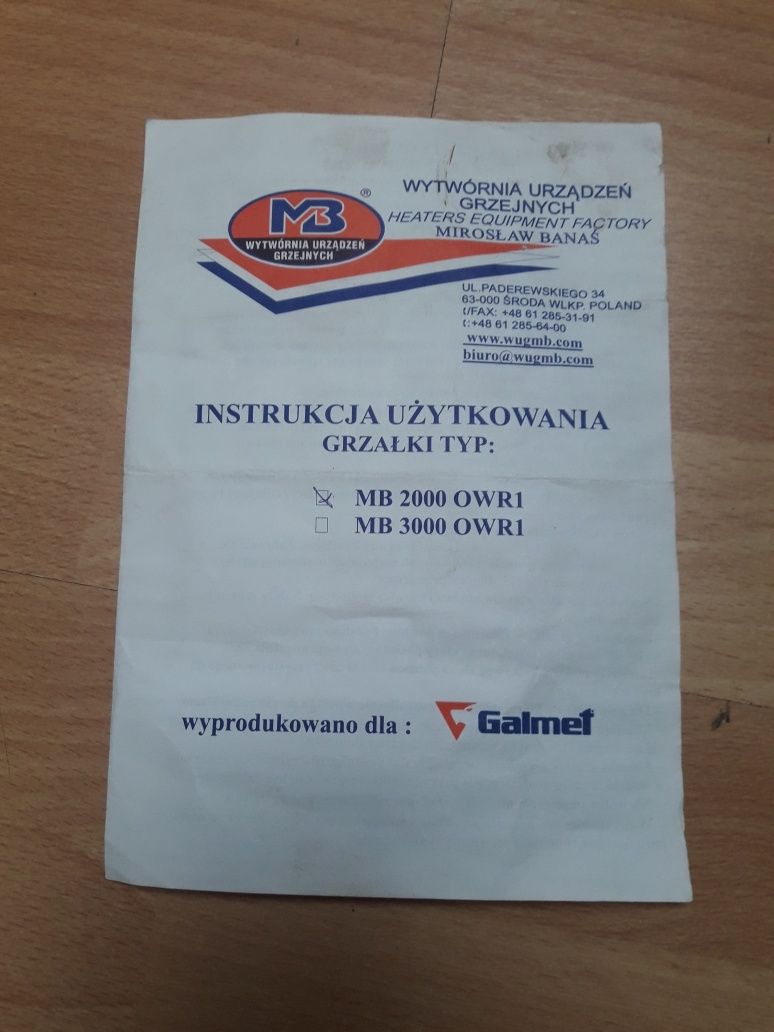 MB
®
WYTWÓRNIA URZĄDZEŃ
GRZEJNYCH
WYTWÓRNIA URZĄDZEŃ
GRZEJNYCH
HEATERS EQUIPMENT FACTORY
MIROSŁAW BANAŚ
UL.PADEREWSKIEGO 34
63-000 ŚRODA WLKP. POLAND
(/FAX: +48 61 285-31-91
(:+48 61 285-64-00
www.wugmb.com
biuro@wugmb.com
INSTRUKCJA UŻYTKOWANIA
GRZAŁKI TYP:
MB 2000 OWR1
MB 3000 OWR1
wyprodukowano dla : Galmet